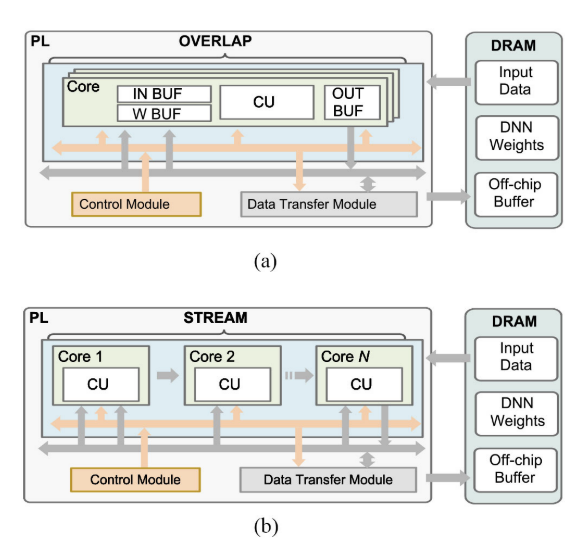 PL
OVERLAP
Core
IN BUF
W BUF
CU
OUT
BUF
Control Module
Data Transfer Module
DRAM
Input
Data
DNN
Weights
Off-chip
Buffer
(a)
PL
STREAM
Core 1
CU
Core 2
CU
Core N
CU
Control Module
Data Transfer Module
DRAM
Input
Data
DNN
Weights
Off-chip
Buffer
(b)